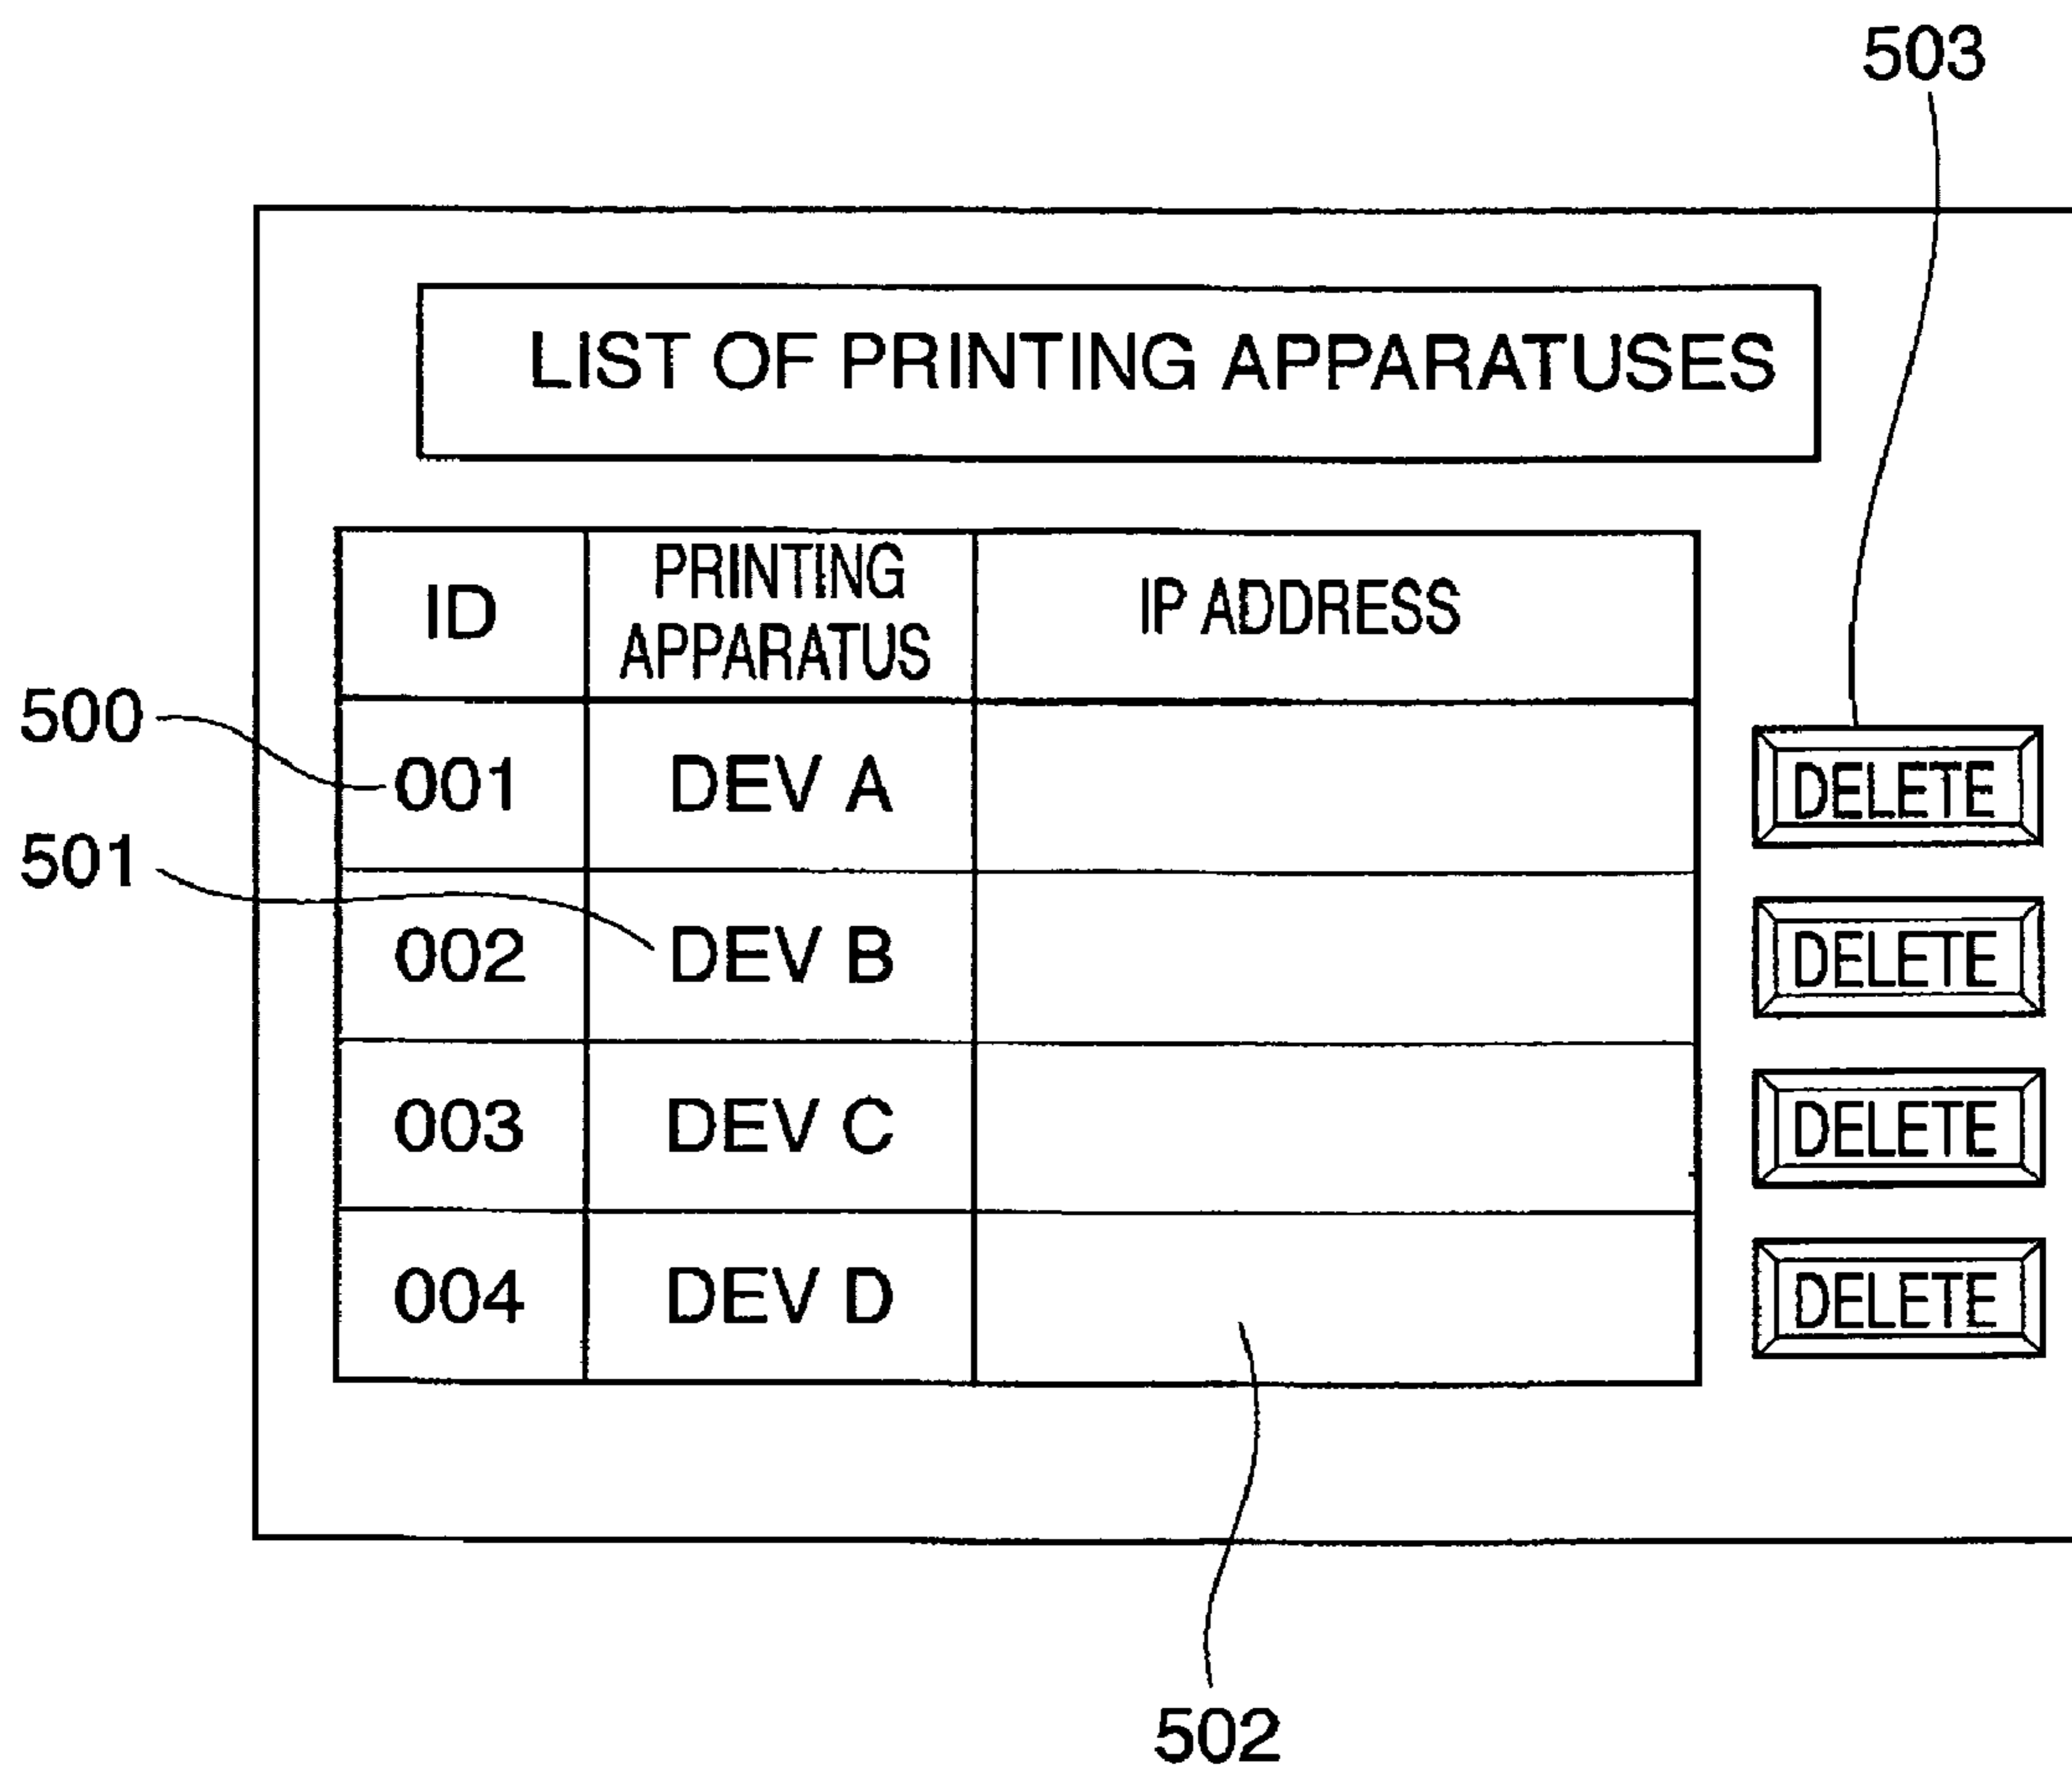 503
LIST OF PRINTING APPARATUSES
ID PRINTING APPARATUS IP ADDRESS
500
001 DEV A DELETE
501
002 DEV B DELETE
003 DEV C DELETE
004 DEV D DELETE
502